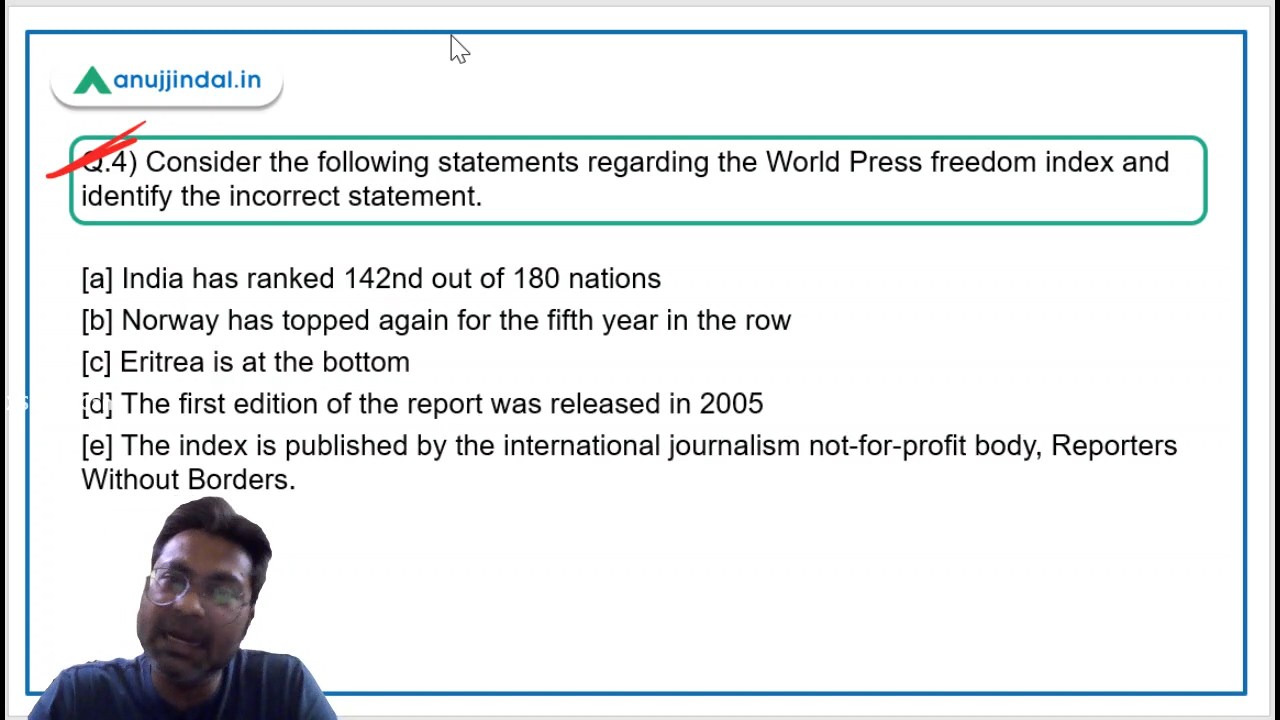 anujjindal.in
Q.4) Consider the following statements regarding the World Press freedom index and
identify the incorrect statement.
[a] India has ranked 142nd out of 180 nations
[b] Norway has topped again for the fifth year in the row
[c] Eritrea is at the bottom
[d] The first edition of the report was released in 2005
[e] The index is published by the international journalism not-for-profit body, Reporters
Without Borders.